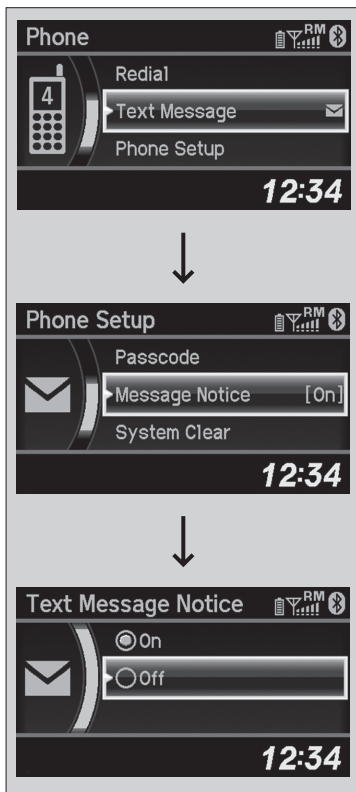 Phone
RM
4
Redial
Text Message
Phone Setup
12:34
Phone Setup
RM
Passcode
Message Notice [On]
System Clear
12:34
Text Message Notice
RM
On
Off
12:34